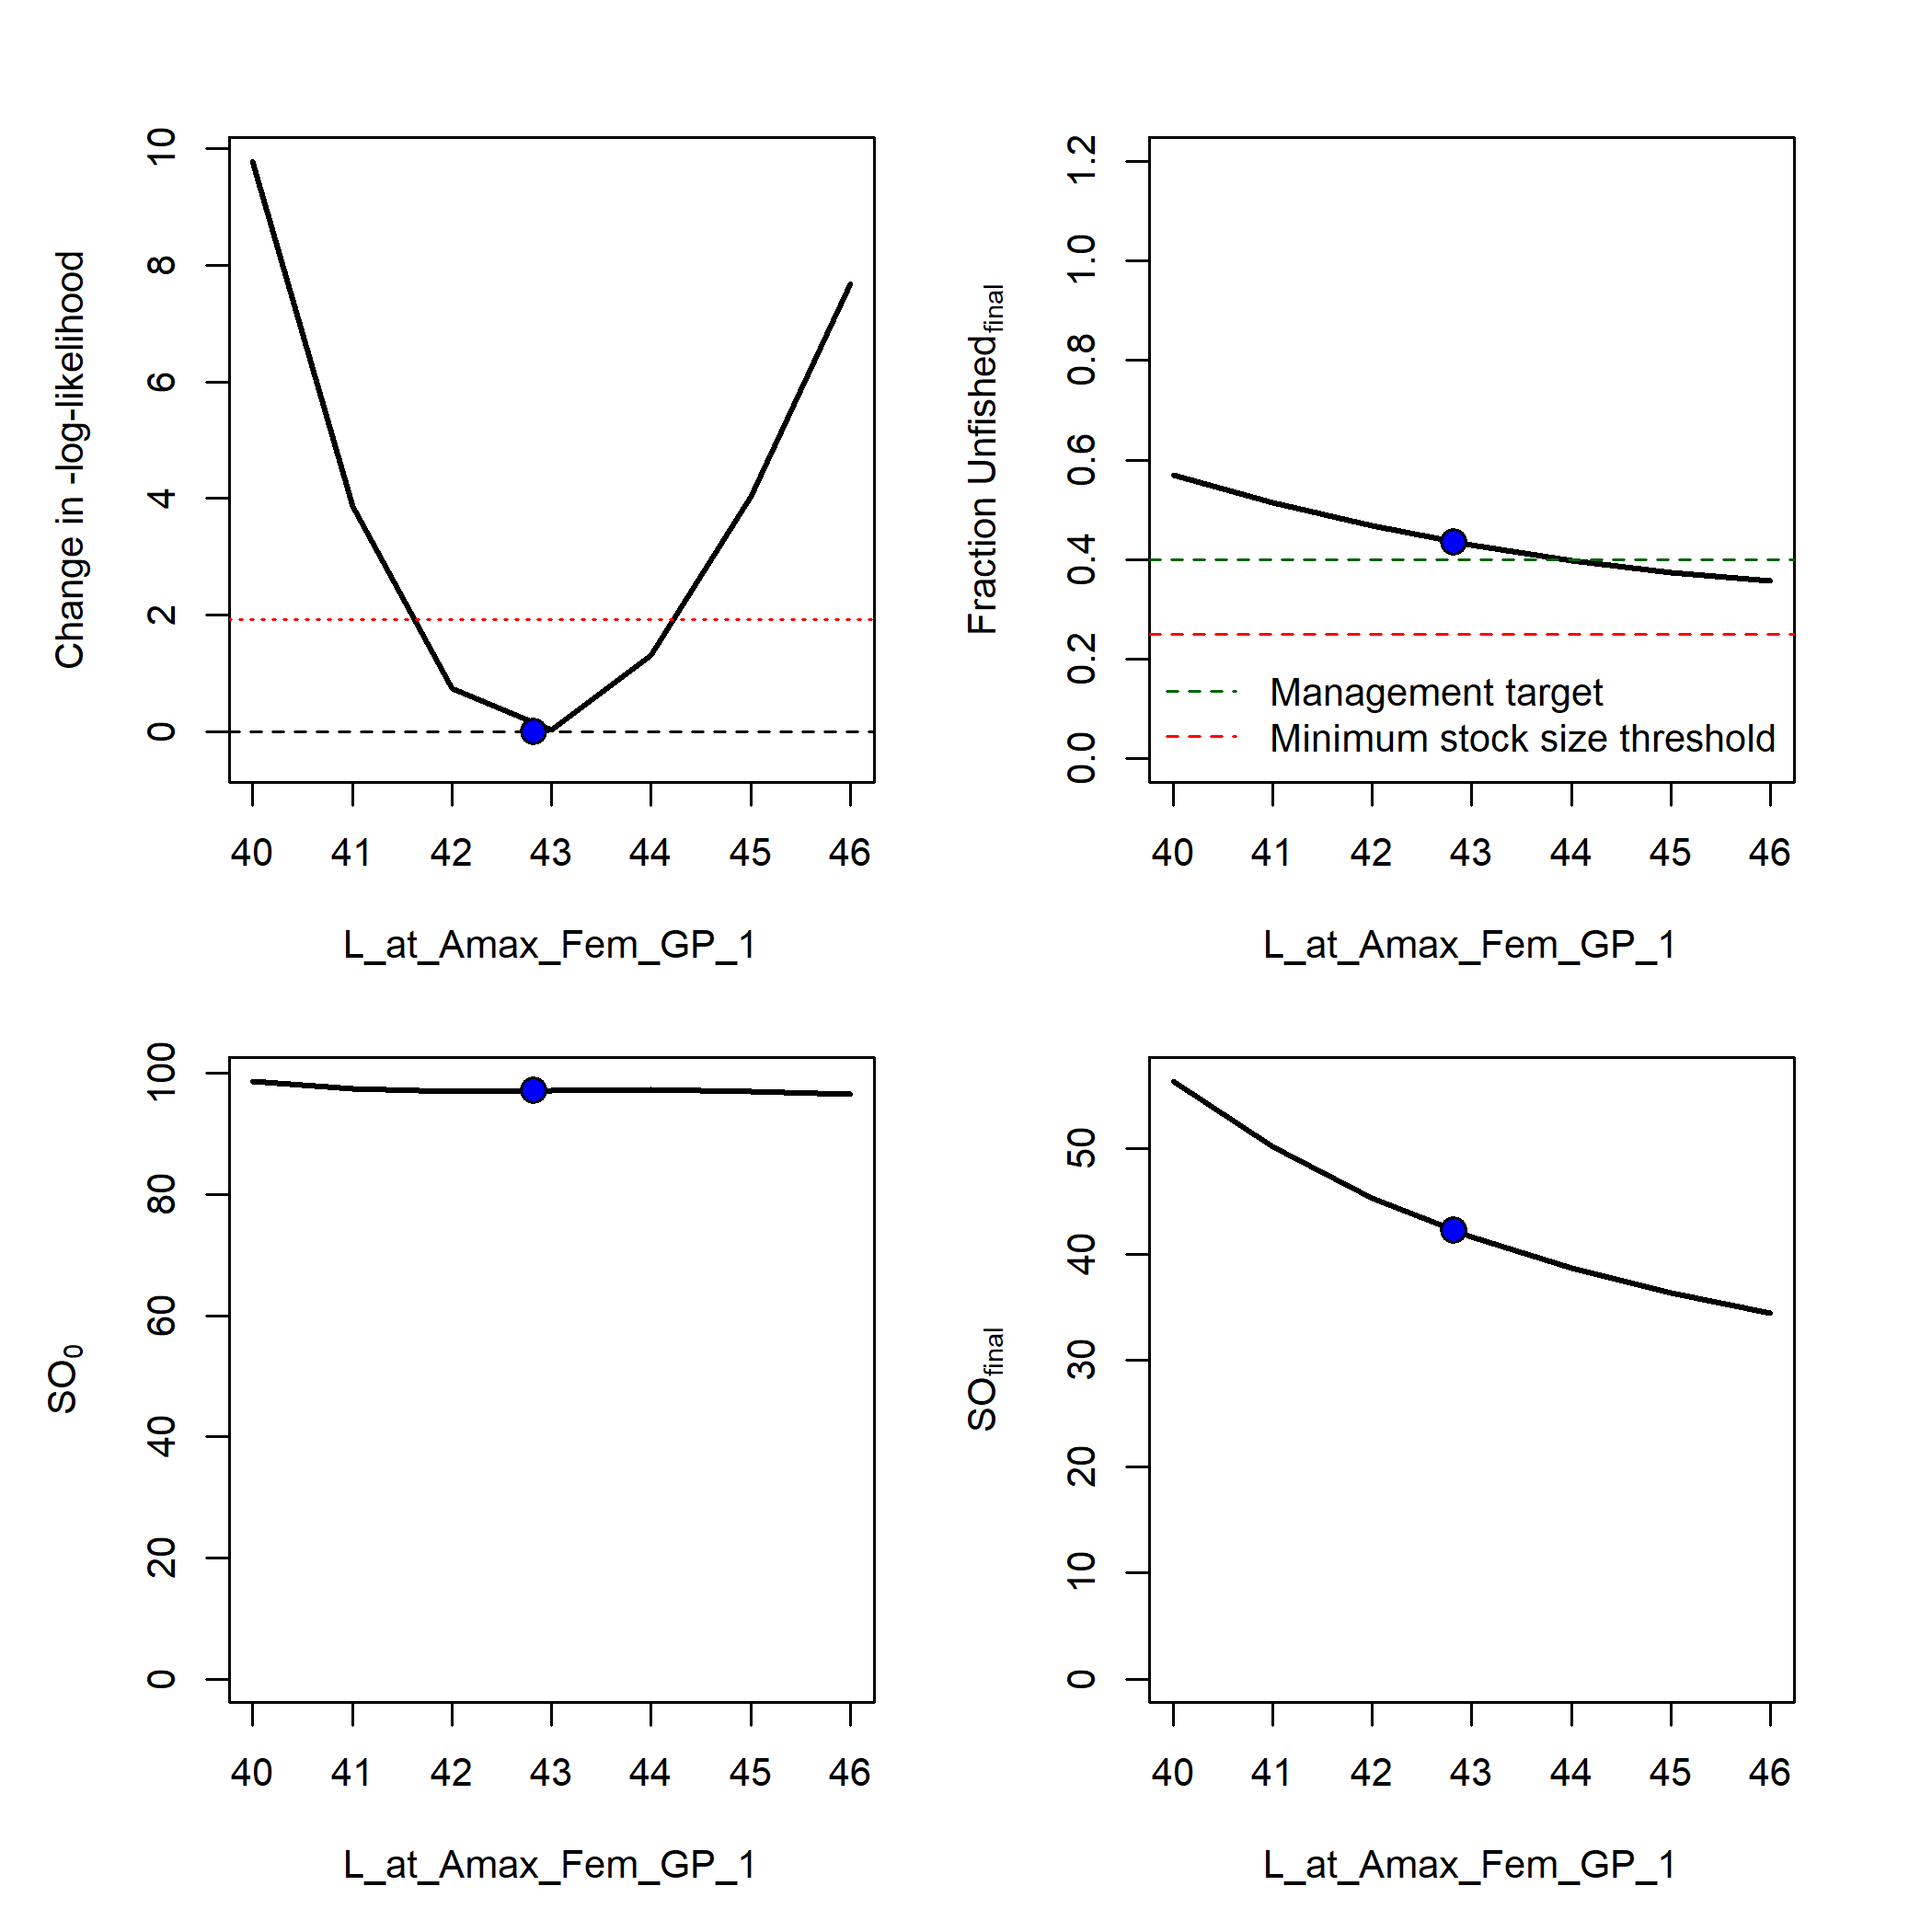 Change in -log-likelihood
0 2 4 6 8 10
40 41 42 43 44 45 46
L_at_Amax_Fem_GP_1
Fraction Unfished final
0.0 0.2 0.4 0.6 0.8 1.0 1.2
Management target
Minimum stock size threshold
40 41 42 43 44 45 46
L_at_Amax_Fem_GP_1
SO0
0 20 40 60 80 100
40 41 42 43 44 45 46
L_at_Amax_Fem_GP_1
SOfinal
0 10 20 30 40 50
40 41 42 43 44 45 46
L_at_Amax_Fem_GP_1